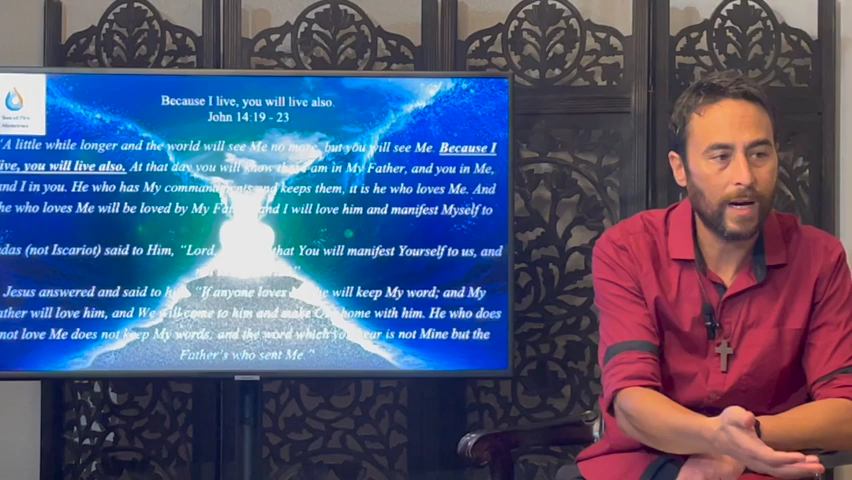 Sea of Fire
Ministries
Because I live, you will live also.
John 14:19 - 23
"A little while longer and the world will see Me no more, but you will see Me. Because I
live, you will live also. At that day you will know that I am in My Father, and you in Me,
and I in you. He who has My commandments and keeps them, it is he who loves Me. And
he who loves Me will be loved by My Father, and I will love him and manifest Myself to
das (not Iscariot) said to Him, "Lord, that You will manifest Yourself to us, and
Jesus answered and said to him, "If anyone loves he will keep My word; and My
ather will love him, and We will come to him and make Our home with him. He who does
not love Me does not keep My words, and the word which you hear is not Mine but the
Father's who sent Me."